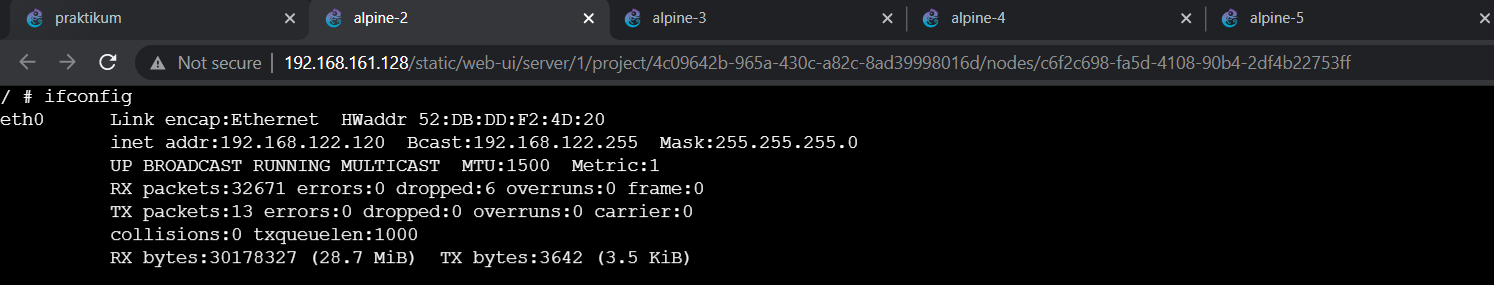 praktikum alpine-2 alpine-3 alpine-4 alpine-5
Not secure 192.168.161.128/static/web-ui/server/1/project/4c09642b-965a-430c-a82c-8ad39998016d/nodes/c6f2c698-fa5d-4108-90b4-2df4b22753ff
/ # ifconfig
eth0      Link encap:Ethernet  HWaddr 52:DB:DD:F2:4D:20
          inet addr:192.168.122.120  Bcast:192.168.122.255  Mask:255.255.255.0
          UP BROADCAST RUNNING MULTICAST  MTU:1500  Metric:1
          RX packets:32671 errors:0 dropped:6 overruns:0 frame:0
          TX packets:13 errors:0 dropped:0 overruns:0 carrier:0
          collisions:0 txqueuelen:1000
          RX bytes:30178327 (28.7 MiB)  TX bytes:3642 (3.5 KiB)